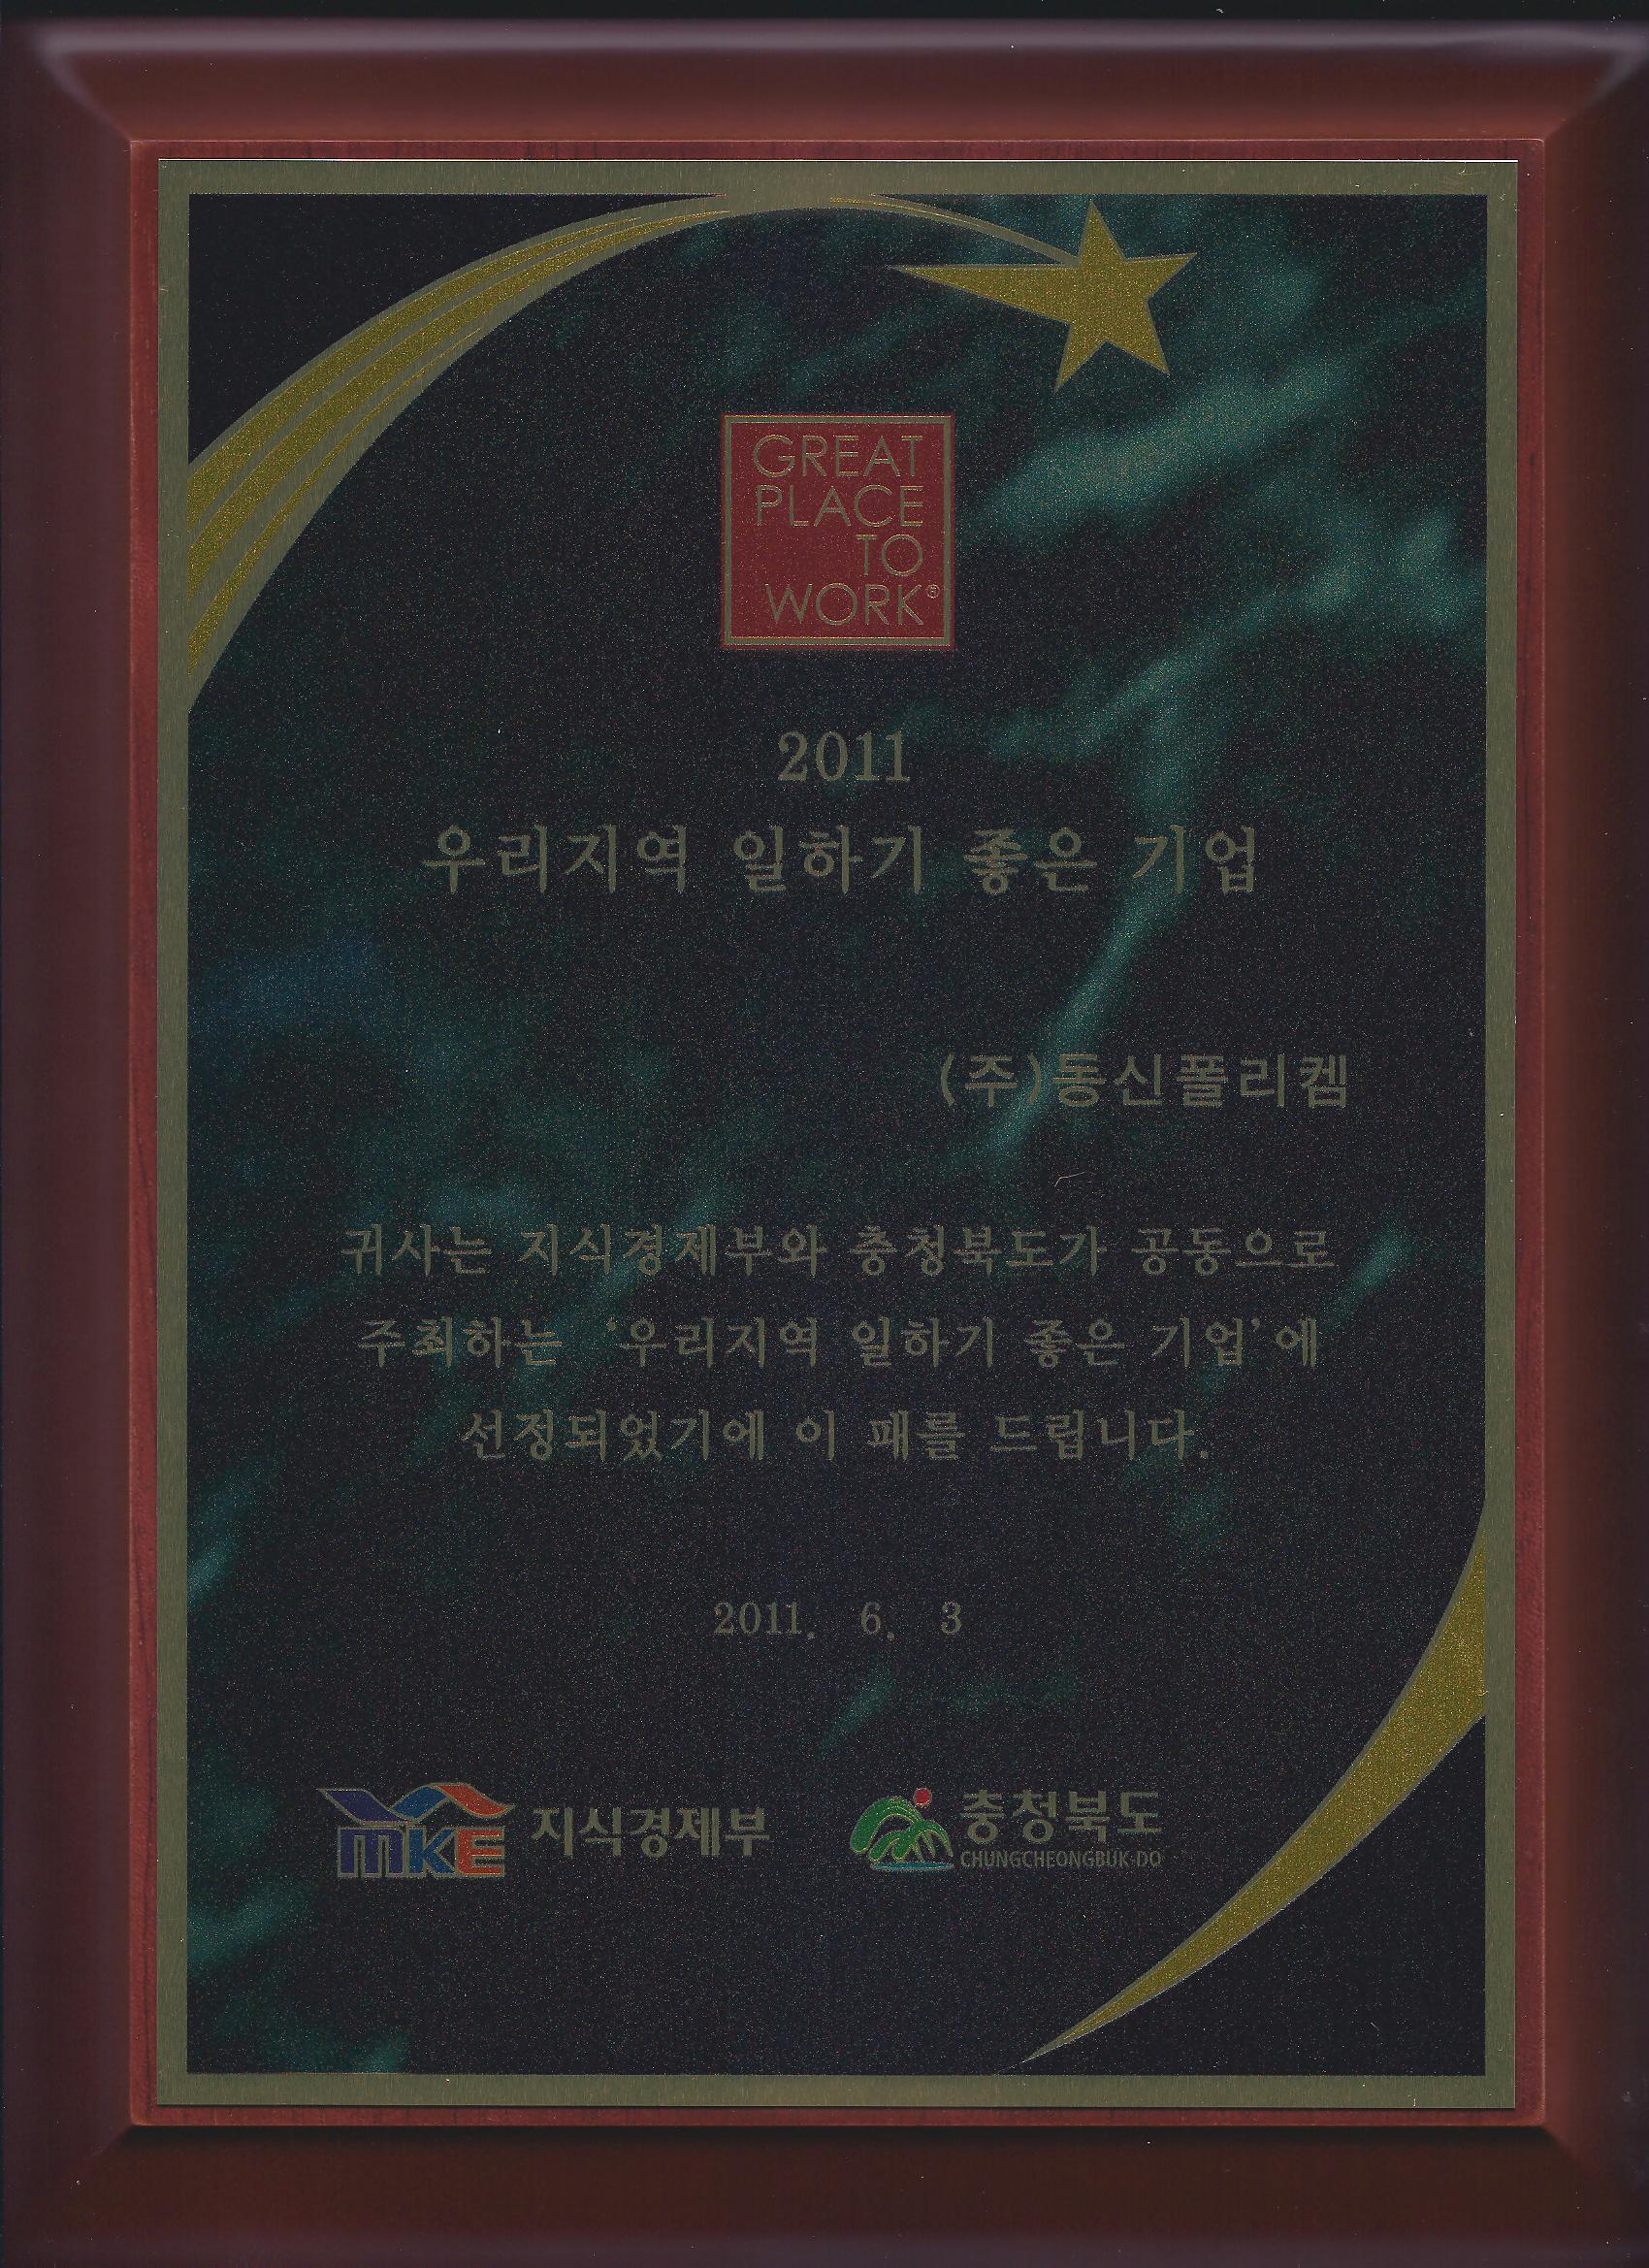 GREAT
PLACE
TO
WORK®
2011
우리지역 일하기 좋은 기업
(주)동신폴리켐
귀사는 지식경제부와 충청북도가 공동으로
주최하는 ‘우리지역 일하기 좋은 기업’에
선정되었기에 이 패를 드립니다.
2011. 6. 3
MKE 지식경제부
충청북도
CHUNGCHEONGBUK-DO